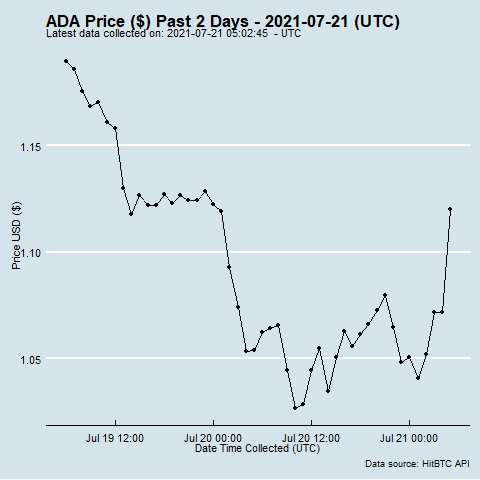 ADA Price ($) Past 2 Days - 2021-07-21 (UTC)
Latest data collected on: 2021-07-21 05:02:45  - UTC
Price USD ($)
1.15
1.10
1.05
Jul 19 12:00
Jul 20 00:00
Jul 20 12:00
Jul 21 00:00
Date Time Collected (UTC)
Data source: HitBTC API